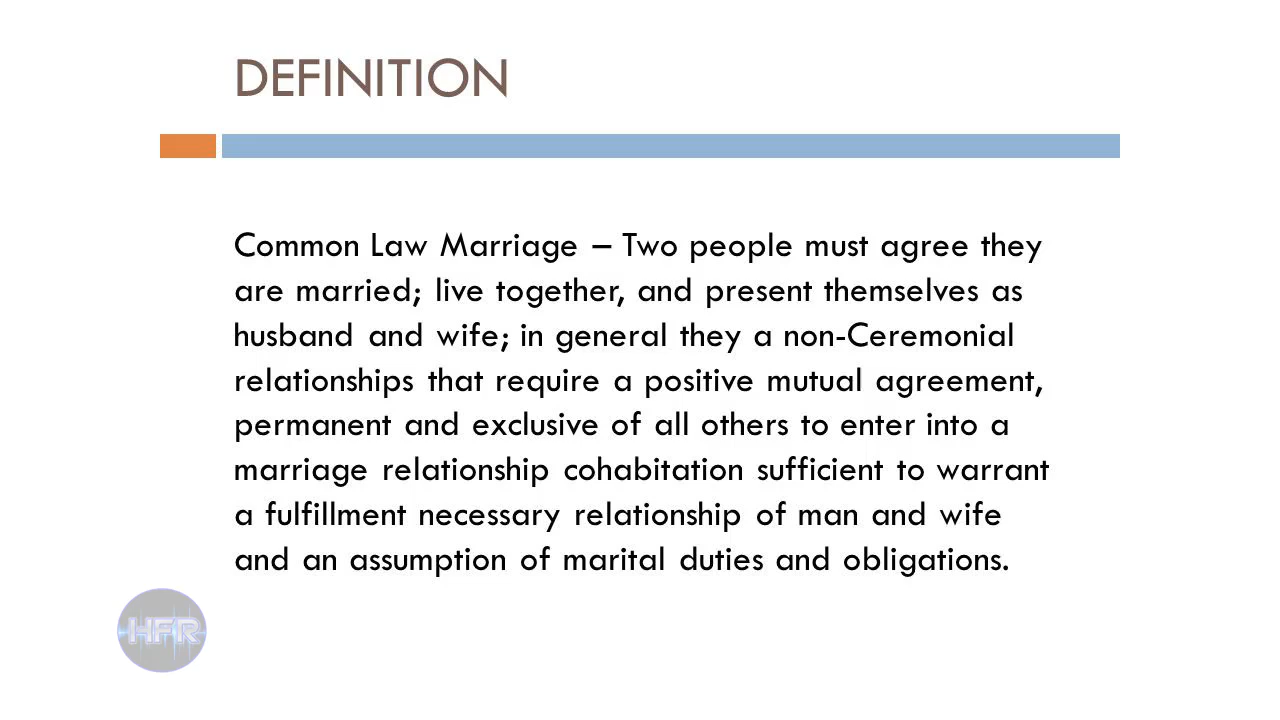 DEFINITION
Common Law Marriage – Two people must agree they
are married; live together, and present themselves as
husband and wife; in general they a non-Ceremonial
relationships that require a positive mutual agreement,
permanent and exclusive of all others to enter into a
marriage relationship cohabitation sufficient to warrant
a fulfillment necessary relationship of man and wife
and an assumption of marital duties and obligations.
HFR